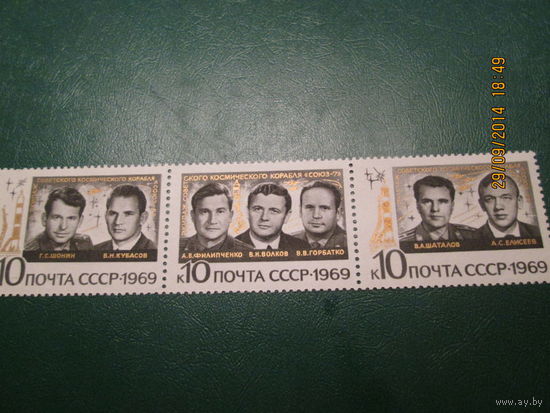 29/09/2014 18:49
СОВЕТСКОГО КОСМИЧЕСКОГО КОРАБЛЯ
Г.С.ШОНИН В.Н.КУБАСОВ
10 ПОЧТА СССР·1969
СОВЕТСКОГО КОСМИЧЕСКОГО КОРАБЛЯ «СОЮЗ-7»
А.В.ФИЛИПЧЕНКО В.Н.ВОЛКОВ В.В.ГОРБАТКО
К10 ПОЧТА СССР·1969
СОВЕТСКОГО КОСМИЧЕСКОГО
В.А.ШАТАЛОВ А.С.ЕЛИСЕЕВ
К10 ПОЧТА СССР·1969
www.ay.by